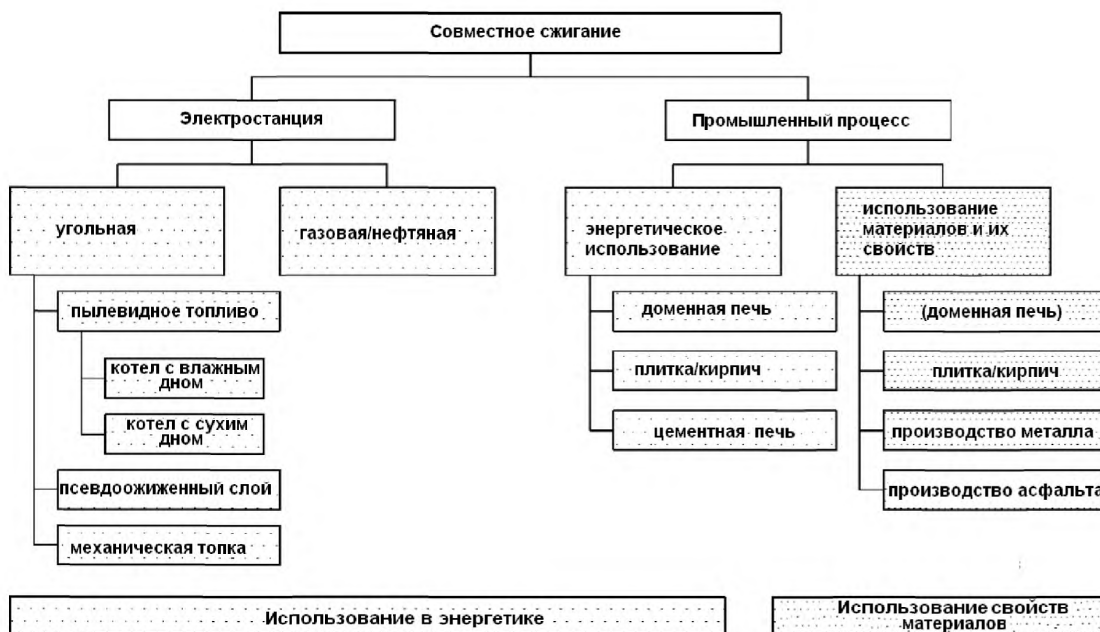 Совместное сжигание
Электростанция
Промышленный процесс
угольная
газовая/нефтяная
энергетическое
использование
использование
материалов и их
свойств
пылевидное топливо
котел с влажным
дном
котел с сухим
дном
псевдоожиженный слой
механическая топка
доменная печь
плитка/кирпич
цементная печь
(доменная печь)
плитка/кирпич
производство металла
производство асфальта
Использование в энергетике
Использование свойств
материалов